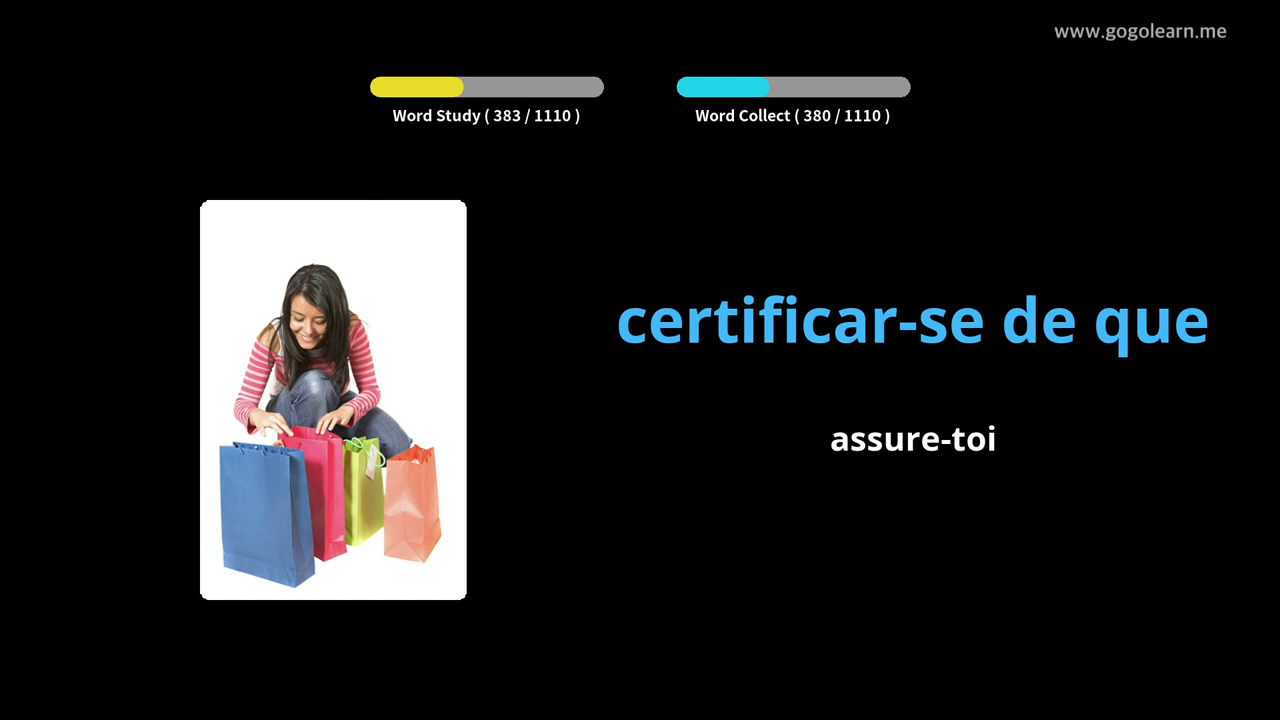 www.gogolearn.me
Word Study ( 383 / 1110 )
Word Collect ( 380 / 1110 )
certificar-se de que
assure-toi